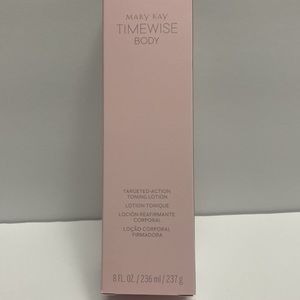 MARY KAY
TIMEWISE
BODY
TARGETED-ACTION
TONING LOTION
LOTION TONIQUE
LOCIÓN REAFIRMANTE
CORPORAL
LOÇÃO CORPORAL
FIRMADORA
8 FL. OZ. / 236 ml / 237 g